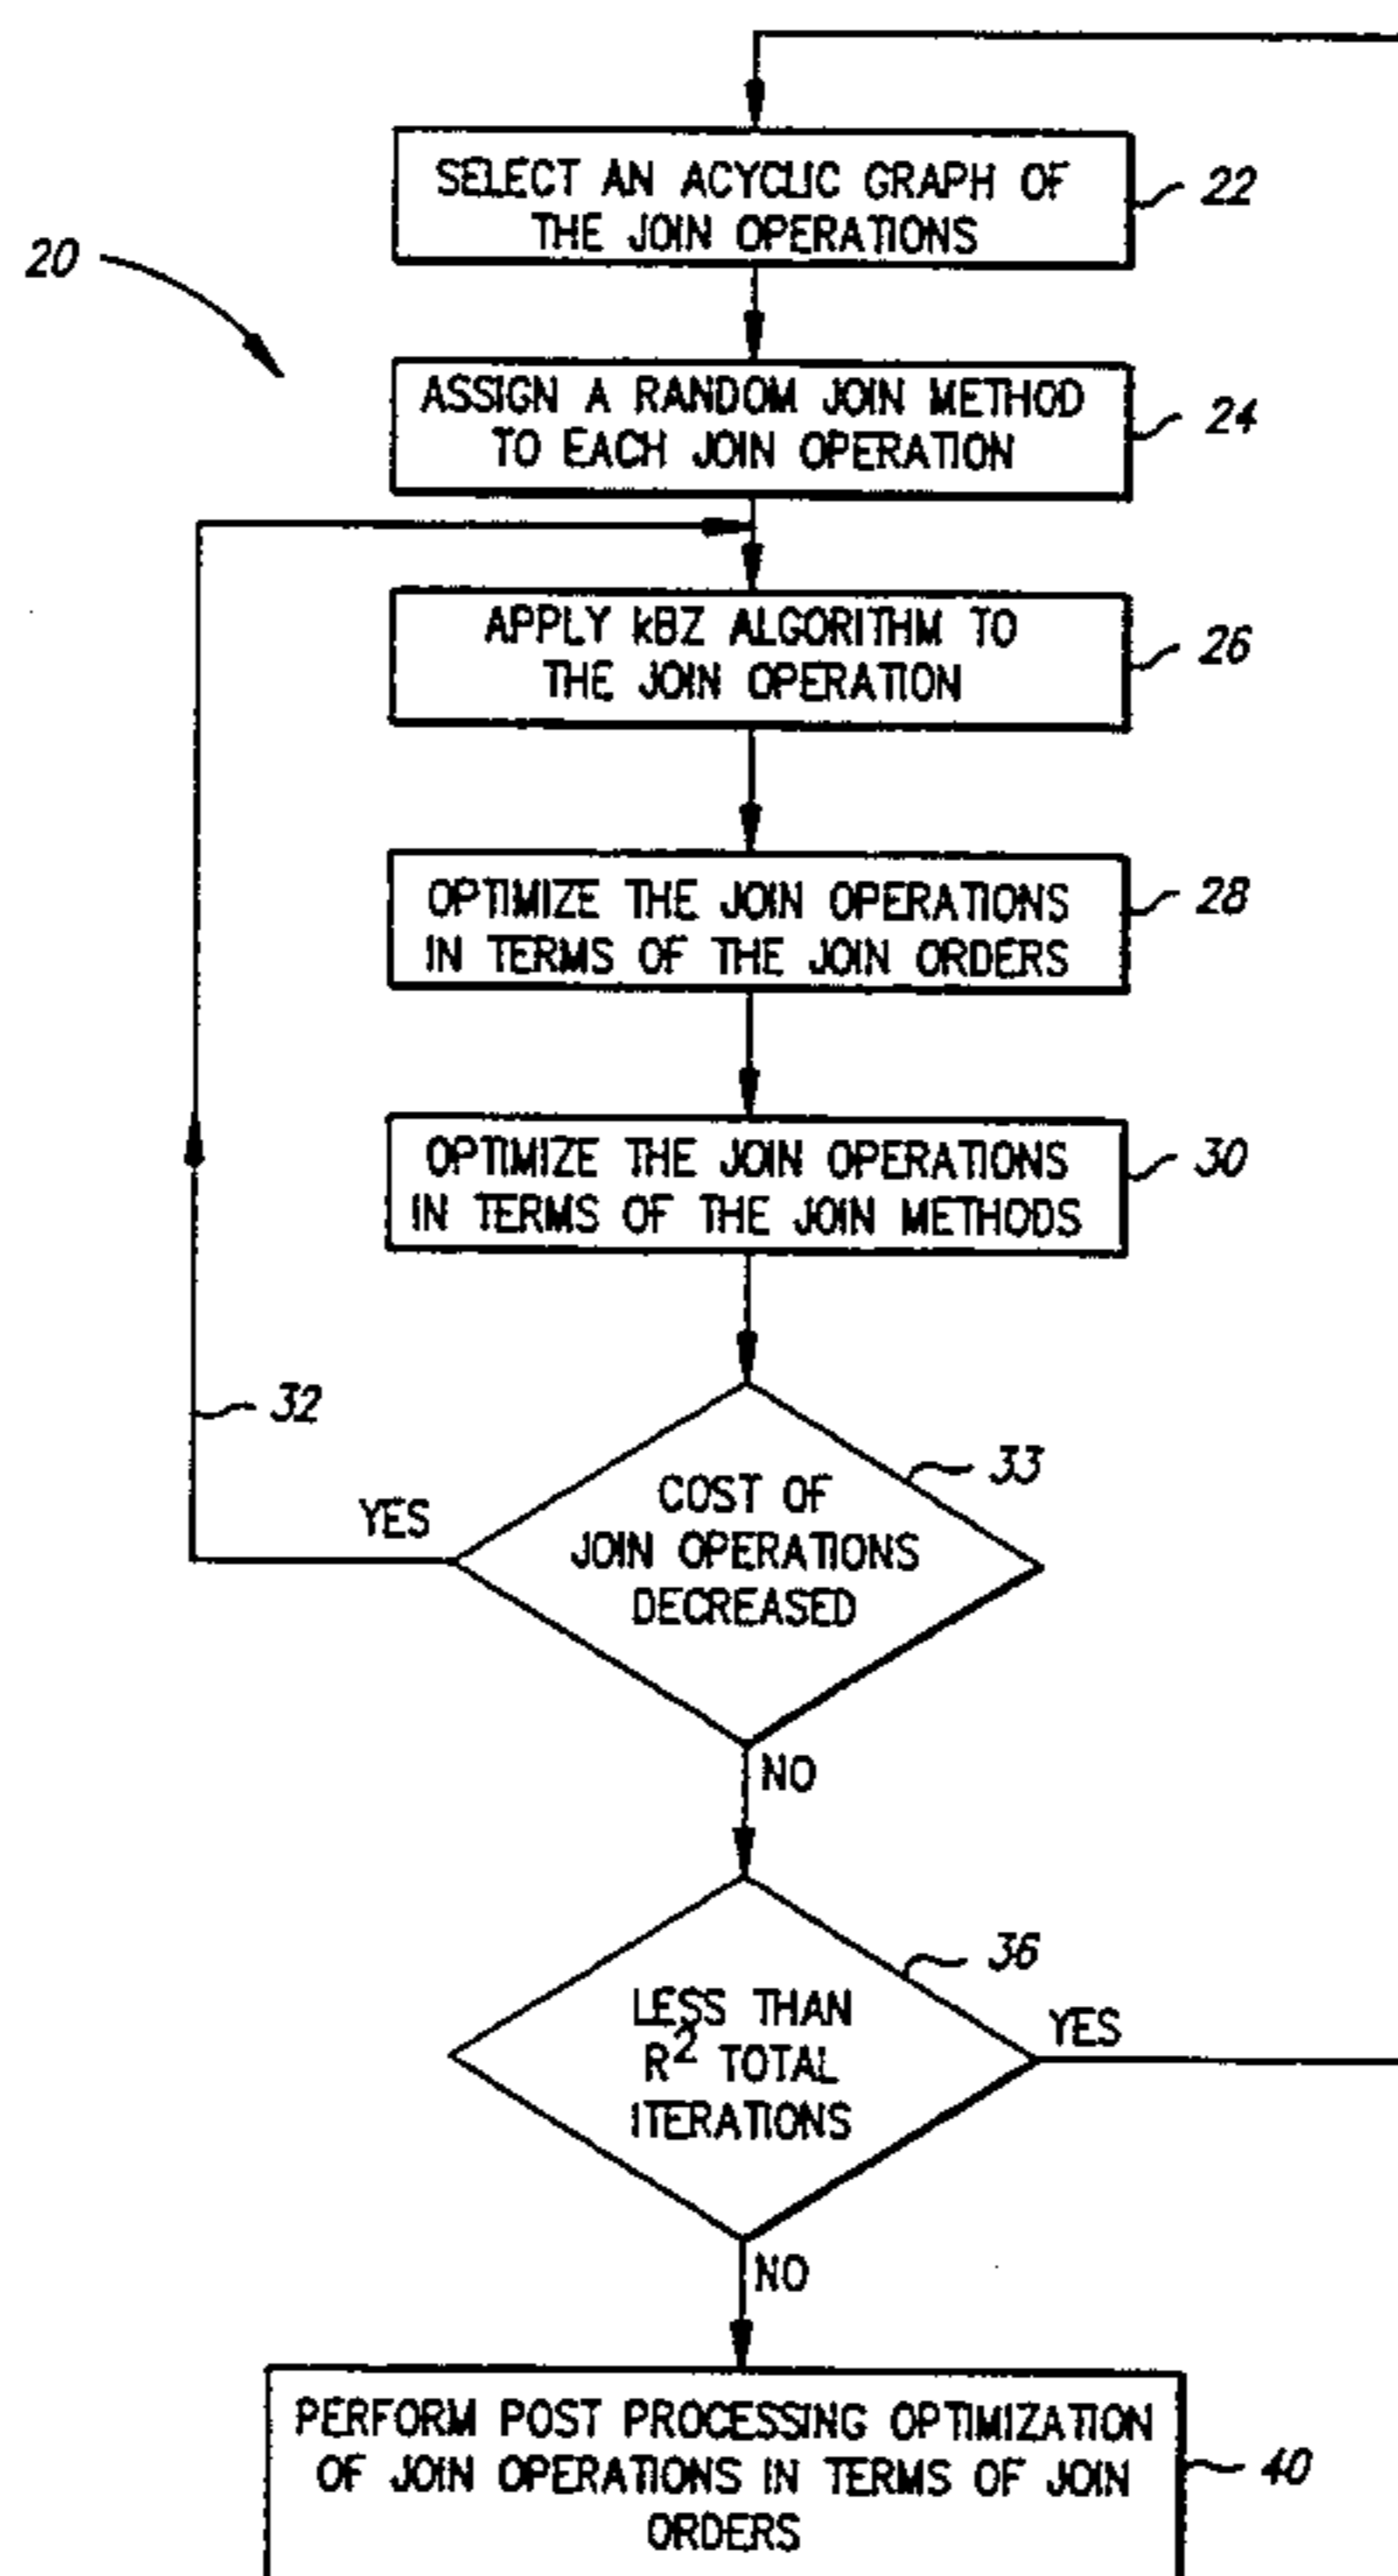 SELECT AN ACYCLIC GRAPH OF
THE JOIN OPERATIONS
22
20
ASSIGN A RANDOM JOIN METHOD
TO EACH JOIN OPERATION
24
APPLY kBZ ALGORITHM TO
THE JOIN OPERATION
26
OPTIMIZE THE JOIN OPERATIONS
IN TERMS OF THE JOIN ORDERS
28
OPTIMIZE THE JOIN OPERATIONS
IN TERMS OF THE JOIN METHODS
30
32
33
YES
COST OF
JOIN OPERATIONS
DECREASED
NO
36
LESS THAN
R² TOTAL
ITERATIONS
YES
NO
PERFORM POST PROCESSING OPTIMIZATION
OF JOIN OPERATIONS IN TERMS OF JOIN
ORDERS
40